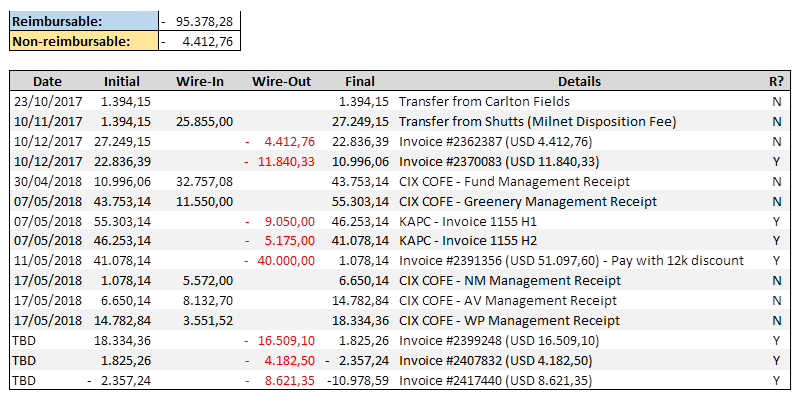 Reimbursable: - 95.378,28
Non-reimbursable: - 4.412,76
Date Initial Wire-In Wire-Out Final Details R?
23/10/2017 1.394,15 1.394,15 Transfer from Carlton Fields N
10/11/2017 1.394,15 25.855,00 27.249,15 Transfer from Shutts (Milnet Disposition Fee) N
10/12/2017 27.249,15 - 4.412,76 22.836,39 Invoice #2362387 (USD 4.412,76) N
10/12/2017 22.836,39 - 11.840,33 10.996,06 Invoice #2370083 (USD 11.840,33) Y
30/04/2018 10.996,06 32.757,08 43.753,14 CIX COFE - Fund Management Receipt N
07/05/2018 43.753,14 11.550,00 55.303,14 CIX COFE - Greenery Management Receipt N
07/05/2018 55.303,14 - 9.050,00 46.253,14 KAPC - Invoice 1155 H1 Y
07/05/2018 46.253,14 - 5.175,00 41.078,14 KAPC - Invoice 1155 H2 Y
11/05/2018 41.078,14 - 40.000,00 1.078,14 Invoice #2391356 (USD 51.097,60) - Pay with 12k discount Y
17/05/2018 1.078,14 5.572,00 6.650,14 CIX COFE - NM Management Receipt N
17/05/2018 6.650,14 8.132,70 14.782,84 CIX COFE - AV Management Receipt N
17/05/2018 14.782,84 3.551,52 18.334,36 CIX COFE - WP Management Receipt N
TBD 18.334,36 - 16.509,10 1.825,26 Invoice #2399248 (USD 16.509,10) Y
TBD 1.825,26 - 4.182,50 - 2.357,24 Invoice #2407832 (USD 4.182,50) Y
TBD - 2.357,24 - 8.621,35 -10.978,59 Invoice #2417440 (USD 8.621,35) Y